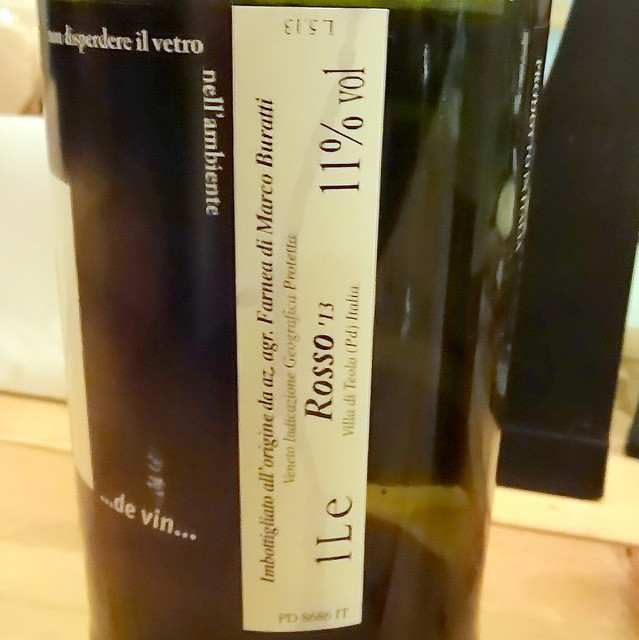 non disperdere il vetro
nell'ambiente
...de vin...
L 5.13
Imbottigliato all'origine da az. agr. Farnea di Marco Buratti
Veneto Indicazione Geografica Protetta
Rosso '13
Villa di Teolo (Pd) Italia
1Le
11% vol
PD 8686 IT